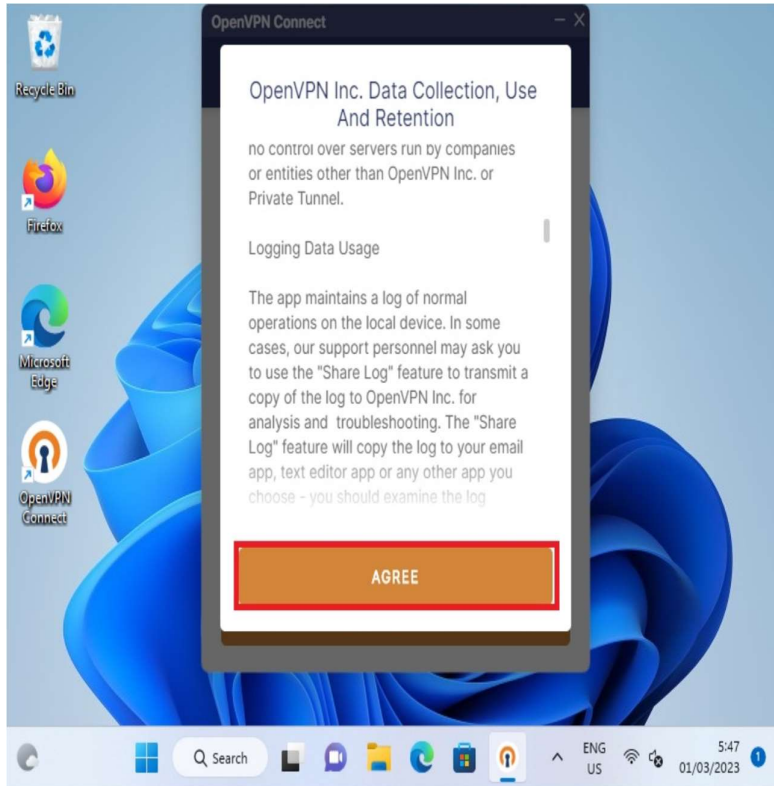 OpenVPN Connect
Recycle Bin
Firefox
Microsoft
Edge
OpenVPN
Connect
OpenVPN Inc. Data Collection, Use
And Retention
no control over servers run by companies
or entities other than OpenVPN Inc. or
Private Tunnel.
Logging Data Usage
The app maintains a log of normal
operations on the local device. In some
cases, our support personnel may ask you
to use the "Share Log" feature to transmit a
copy of the log to OpenVPN Inc. for
analysis and  troubleshooting. The "Share
Log" feature will copy the log to your email
app, text editor app or any other app you
choose - you should examine the log
AGREE
Search
ENG
US
5:47
01/03/2023
1